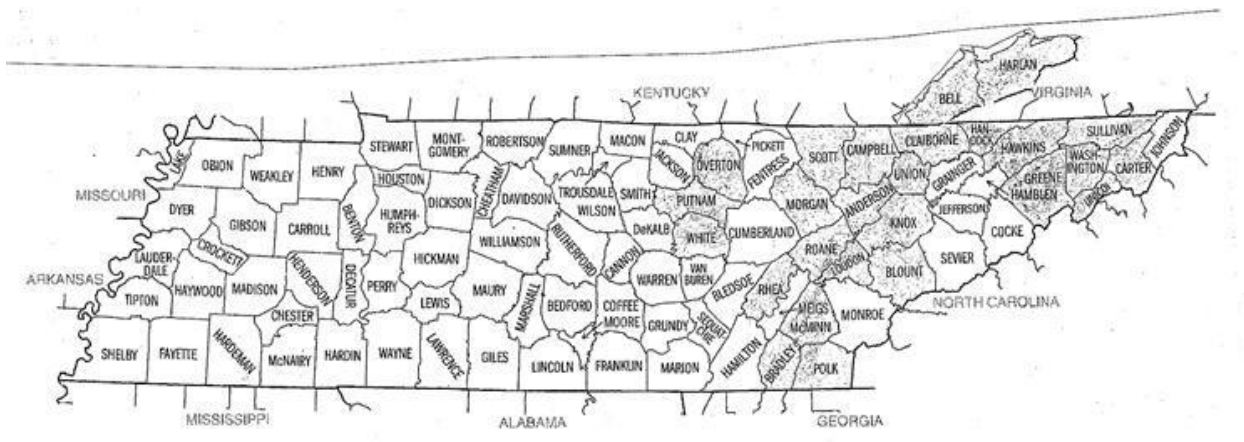 HARLAN
BELL
KENTUCKY
VIRGINIA
STEWART
MONT-
GOMERY
ROBERTSON
SUMNER
MACON
CLAY
PICKETT
SCOTT
CAMPBELL
CLAIBORNE
HAN-
COCK
HAWKINS
SULLIVAN
JOHNSON
LAKE
OBION
WEAKLEY
HENRY
HOUSTON
CHEATHAM
TROUSDALE
SMITH
JACKSON
OVERTON
FENTRESS
UNION
GRAINGER
GREENE
HAMBLEN
WASH-
INGTON
CARTER
UNICOI
MISSOURI
DYER
GIBSON
CARROLL
BENTON
HUMPH-
REYS
DICKSON
DAVIDSON
WILSON
PUTNAM
DeKALB
WHITE
CUMBERLAND
MORGAN
ANDERSON
KNOX
JEFFERSON
COCKE
SEVIER
ARKANSAS
LAUDER-
DALE
CROCKETT
HICKMAN
WILLIAMSON
RUTHERFORD
CANNON
WARREN
VAN
BUREN
BLEDSOE
RHEA
ROANE
LOUDON
BLOUNT
NORTH CAROLINA
TIPTON
HAYWOOD
MADISON
HENDERSON
DECATUR
PERRY
LEWIS
MAURY
MARSHALL
BEDFORD
COFFEE
MOORE
GRUNDY
SEQUAT-
CHIE
MEIGS
McMINN
MONROE
CHESTER
SHELBY
FAYETTE
HARDEMAN
McNAIRY
HARDIN
WAYNE
LAWRENCE
GILES
LINCOLN
FRANKLIN
MARION
HAMILTON
BRADLEY
POLK
MISSISSIPPI
ALABAMA
GEORGIA